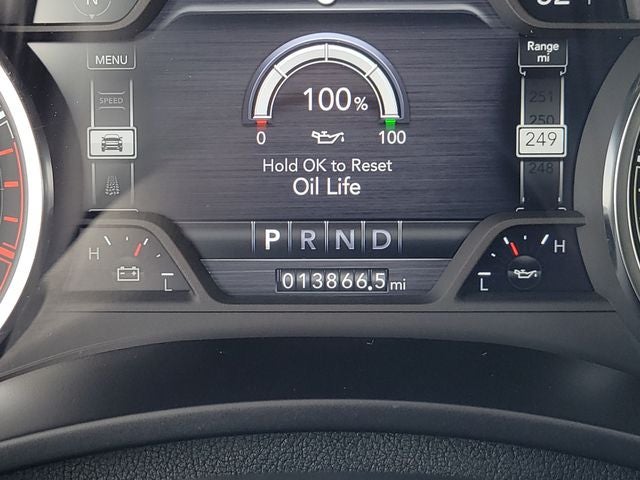 N
Range
mi
MENU
SPEED
251
250
249
248
100%
0 100
Hold OK to Reset
Oil Life
P R N D
H L
013866.5 mi
L H